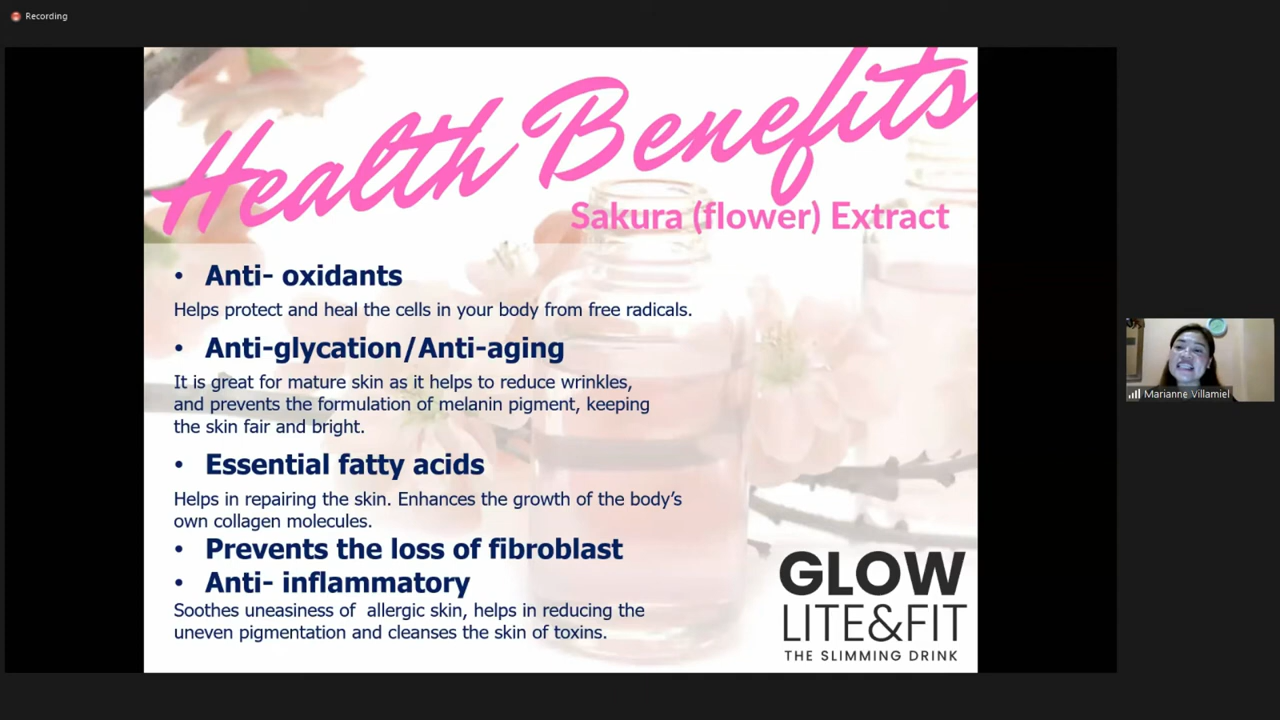 Recording
Health Benefits
Sakura (flower) Extract
• Anti- oxidants
Helps protect and heal the cells in your body from free radicals.
• Anti-glycation/Anti-aging
It is great for mature skin as it helps to reduce wrinkles,
and prevents the formulation of melanin pigment, keeping
the skin fair and bright.
• Essential fatty acids
Helps in repairing the skin. Enhances the growth of the body’s
own collagen molecules.
• Prevents the loss of fibroblast
• Anti- inflammatory
Soothes uneasiness of  allergic skin, helps in reducing the
uneven pigmentation and cleanses the skin of toxins.
GLOW
LITE&FIT
THE SLIMMING DRINK
Marianne Villamiel